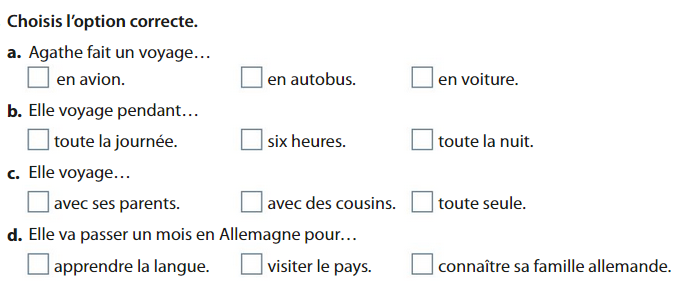 Choisis l'option correcte.
a. Agathe fait un voyage…
en avion. en autobus. en voiture.
b. Elle voyage pendant…
toute la journée. six heures. toute la nuit.
c. Elle voyage…
avec ses parents. avec des cousins. toute seule.
d. Elle va passer un mois en Allemagne pour…
apprendre la langue. visiter le pays. connaître sa famille allemande.